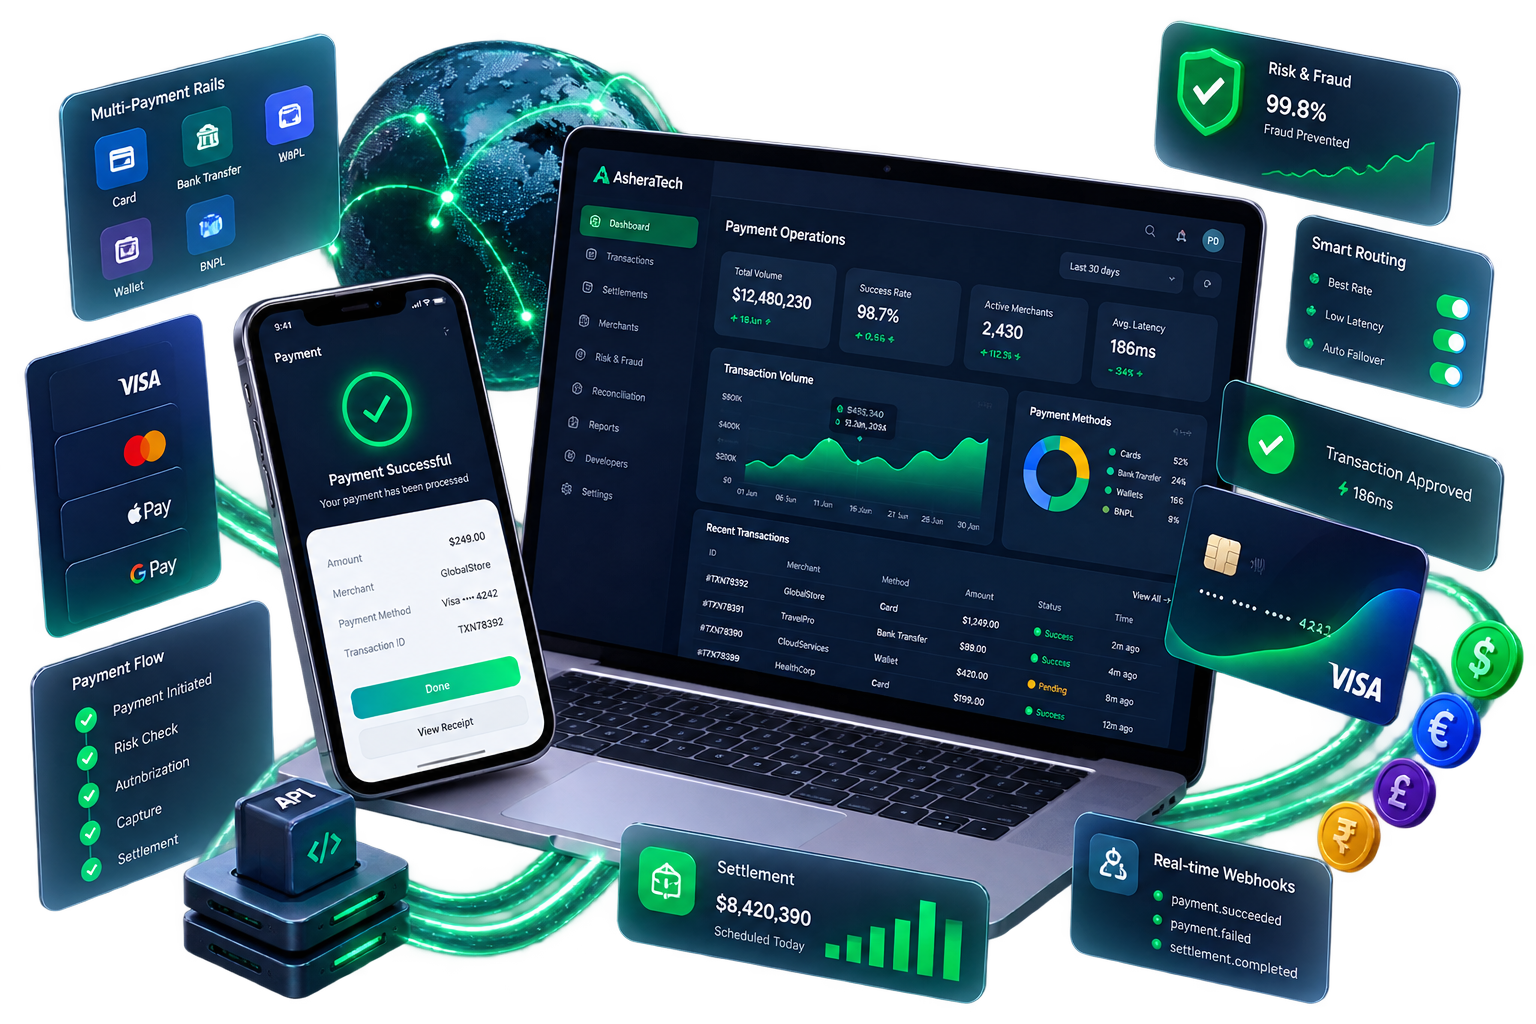 Multi-Payment Rails
Card
Bank Transfer
Wallet
BNPL
VISA
Pay
G Pay
Payment Flow
Payment Initiated
Risk Check
Autnbrization
Capture
Settlement
API
</>
9:41
Payment
Payment Successful
Your payment has been processed
Amount $249.00
Merchant GlobalStore
Payment Method Visa •••• 4242
Transaction ID TXN78392
Done
View Receipt
AsheraTech
Dashboard
Transactions
Settlements
Merchants
Risk & Fraud
Reconciliation
Reports
Developers
Settings
PD
Payment Operations
Last 30 days
Total Volume
$12,480,230
Success Rate
98.7%
Active Merchants
2,430
Avg. Latency
186ms
Transaction Volume
$400K
$200K
$0
01 Jun
Payment Methods
Cards 52%
Bank Transfer 24%
Wallets 16
BNPL 8%
Recent Transactions
View All →
ID Merchant Method Amount Status Time
#TXN78392 GlobalStore Card $1,249.00 Success 2m ago
#TXN78391 TravelPro Bank Transfer $89.00 Success 4m ago
#TXN78390 CloudServices Wallet $420.00 Pending 8m ago
#TXN78399 HealthCorp Card $199.00 Success 12m ago
Risk & Fraud
99.8%
Fraud Prevented
Smart Routing
Best Rate
Low Latency
Auto Failover
Transaction Approved
186ms
VISA
$
€
£
₹
Settlement
$8,420,390
Scheduled Today
Real-time Webhooks
payment.succeeded
payment.failed
settlement.completed